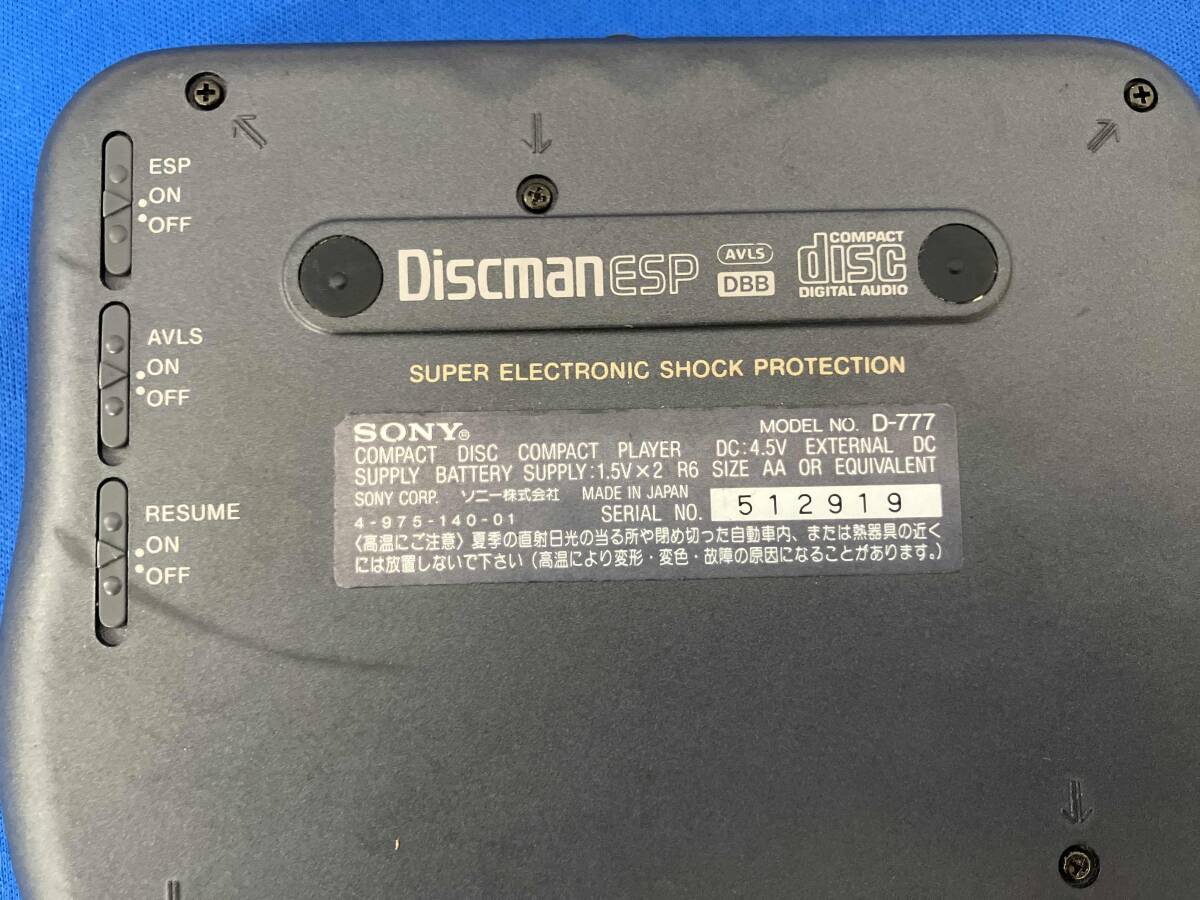 ESP
ON
OFF
AVLS
ON
OFF
RESUME
ON
OFF
Discman ESP
AVLS
DBB
COMPACT
disc
DIGITAL AUDIO
SUPER ELECTRONIC SHOCK PROTECTION
SONY® MODEL NO. D-777
COMPACT DISC COMPACT PLAYER DC:4.5V EXTERNAL DC
SUPPLY BATTERY SUPPLY:1.5V×2 R6 SIZE AA OR EQUIVALENT
SONY CORP. ソニー株式会社 MADE IN JAPAN
4-975-140-01 SERIAL NO. 512919
〈高温にご注意〉夏季の直射日光の当る所や閉め切った自動車内、または熱器具の近く
には放置しないで下さい(高温により変形・変色・故障の原因になることがあります。)